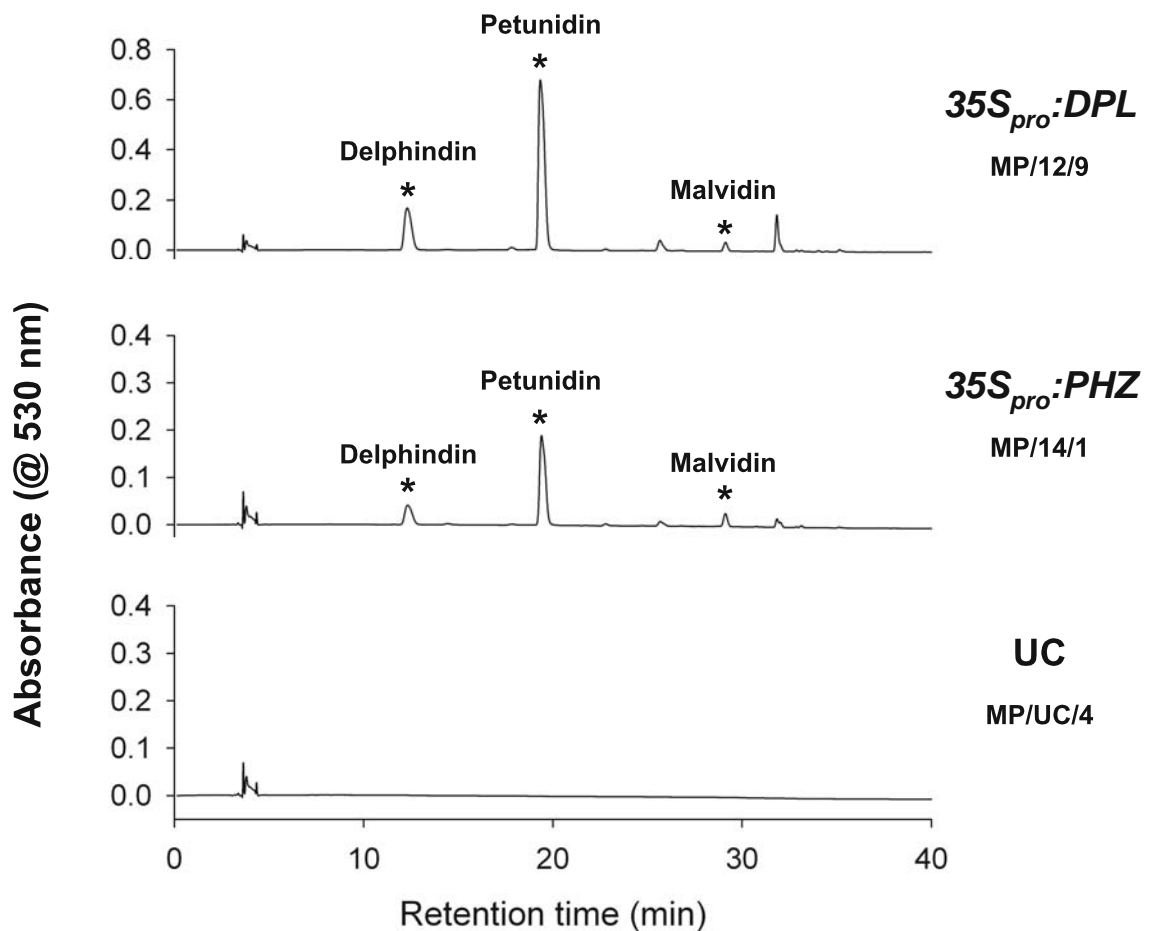 Absorbance (@ 530 nm)
0.8
0.6
0.4
0.2
0.0
Petunidin
*
Delphindin
*
Malvidin
*
35Spro:DPL
MP/12/9
0.4
0.3
0.2
0.1
0.0
Petunidin
*
Delphindin
*
Malvidin
*
35Spro:PHZ
MP/14/1
0.4
0.3
0.2
0.1
0.0
UC
MP/UC/4
0 10 20 30 40
Retention time (min)